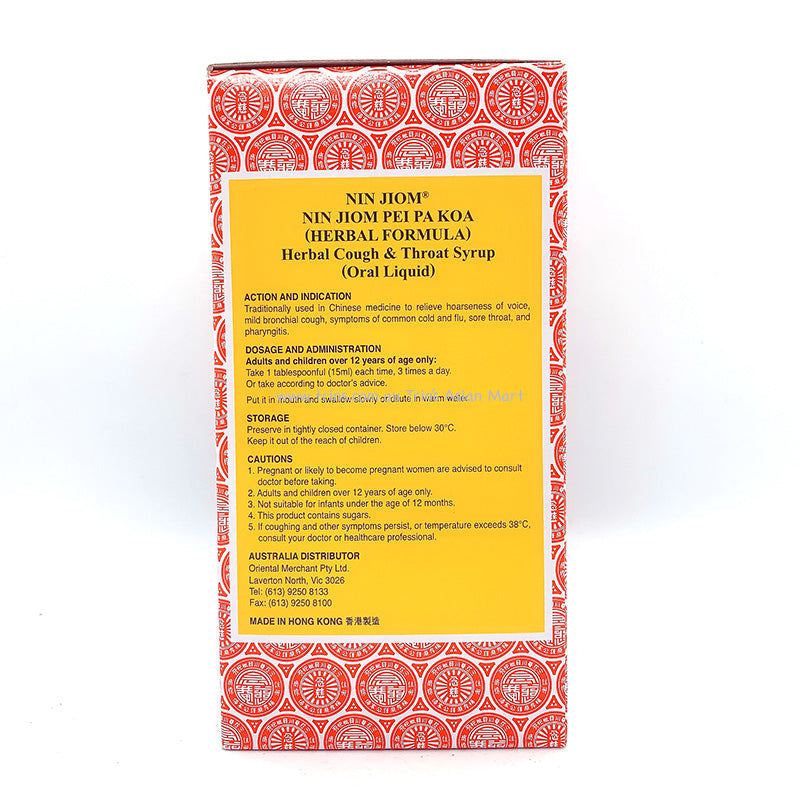 NIN JIOM®
NIN JIOM PEI PA KOA
(HERBAL FORMULA)
Herbal Cough & Throat Syrup
(Oral Liquid)
ACTION AND INDICATION
Traditionally used in Chinese medicine to relieve hoarseness of voice,
mild bronchial cough, symptoms of common cold and flu, sore throat, and
pharyngitis.
DOSAGE AND ADMINISTRATION
Adults and children over 12 years of age only:
Take 1 tablespoonful (15ml) each time, 3 times a day.
Or take according to doctor's advice.
Put it in mouth and swallow slowly or dilute in warm water.
Asian Mart
STORAGE
Preserve in tightly closed container. Store below 30°C.
Keep it out of the reach of children.
CAUTIONS
1. Pregnant or likely to become pregnant women are advised to consult
doctor before taking.
2. Adults and children over 12 years of age only.
3. Not suitable for infants under the age of 12 months.
4. This product contains sugars.
5. If coughing and other symptoms persist, or temperature exceeds 38°C,
consult your doctor or healthcare professional.
AUSTRALIA DISTRIBUTOR
Oriental Merchant Pty Ltd.
Laverton North, Vic 3026
Tel: (613) 9250 8133
Fax: (613) 9250 8100
MADE IN HONG KONG 香港製造